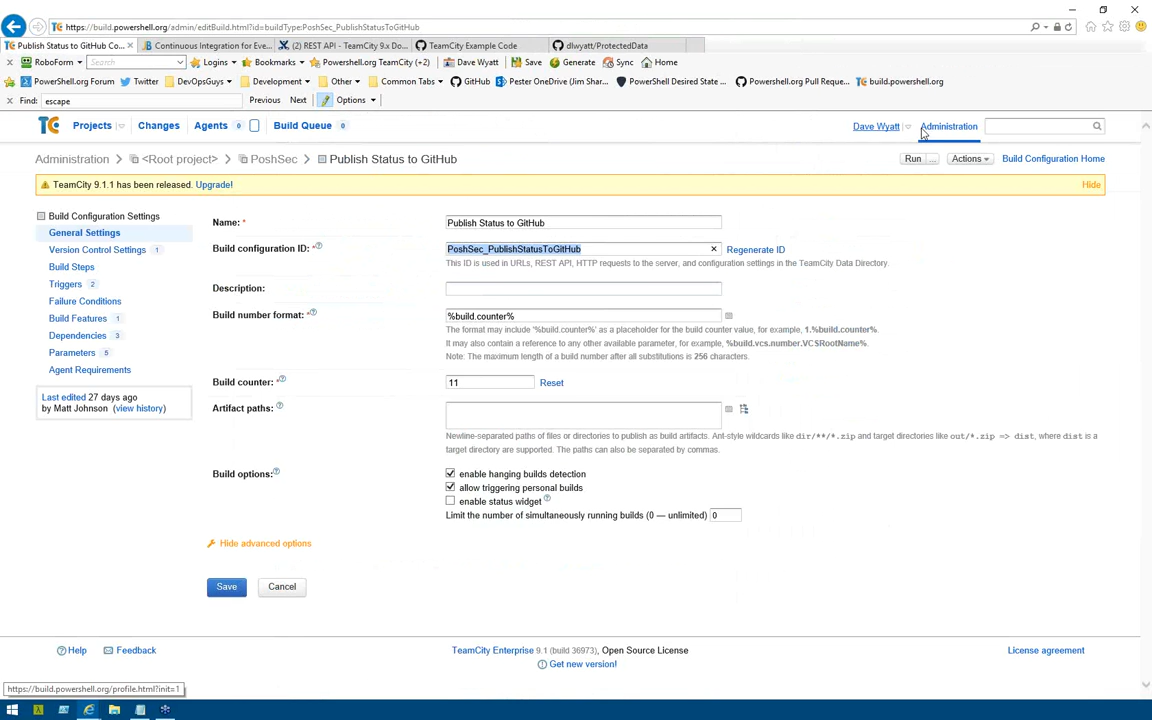 https://build.powershell.org/admin/editBuild.html?id=buildType:PoshSec_PublishStatusToGitHub
Publish Status to GitHub Co... × Continuous Integration for Eve... (2) REST API - TeamCity 9.x Do... TeamCity Example Code dlwyatt/ProtectedData
× RoboForm Search Logins Bookmarks Powershell.org TeamCity (+2) Dave Wyatt Save Generate Sync Home
PowerShell.org Forum Twitter DevOpsGuys Development Other Common Tabs GitHub Pester OneDrive (Jim Shar... PowerShell Desired State ... Powershell.org Pull Reque... build.powershell.org
× Find: escape Previous Next Options
TC Projects Changes Agents 0 Build Queue 0 Dave Wyatt Administration
Administration <Root project> PoshSec Publish Status to GitHub Run ... Actions Build Configuration Home
TeamCity 9.1.1 has been released. Upgrade! Hide
Build Configuration Settings
General Settings
Version Control Settings 1
Build Steps
Triggers 2
Failure Conditions
Build Features 1
Dependencies 3
Parameters 5
Agent Requirements
Last edited 27 days ago
by Matt Johnson (view history)
Name: * Publish Status to GitHub
Build configuration ID: * PoshSec_PublishStatusToGitHub × Regenerate ID
This ID is used in URLs, REST API, HTTP requests to the server, and configuration settings in the TeamCity Data Directory.
Description:
Build number format: * %build.counter%
The format may include '%build.counter%' as a placeholder for the build counter value, for example, 1.%build.counter%.
It may also contain a reference to any other available parameter, for example, %build.vcs.number.VCSRootName%.
Note: The maximum length of a build number after all substitutions is 256 characters.
Build counter: * 11 Reset
Artifact paths:
Newline-separated paths of files or directories to publish as build artifacts. Ant-style wildcards like dir/**/*.zip and target directories like out/*.zip => dist, where dist is a
target directory are supported. The paths can also be separated by commas.
Build options: enable hanging builds detection
allow triggering personal builds
enable status widget
Limit the number of simultaneously running builds (0 — unlimited) 0
Hide advanced options
Save Cancel
Help Feedback TeamCity Enterprise 9.1 (build 36973), Open Source License License agreement
Get new version!
https://build.powershell.org/profile.html?init=1